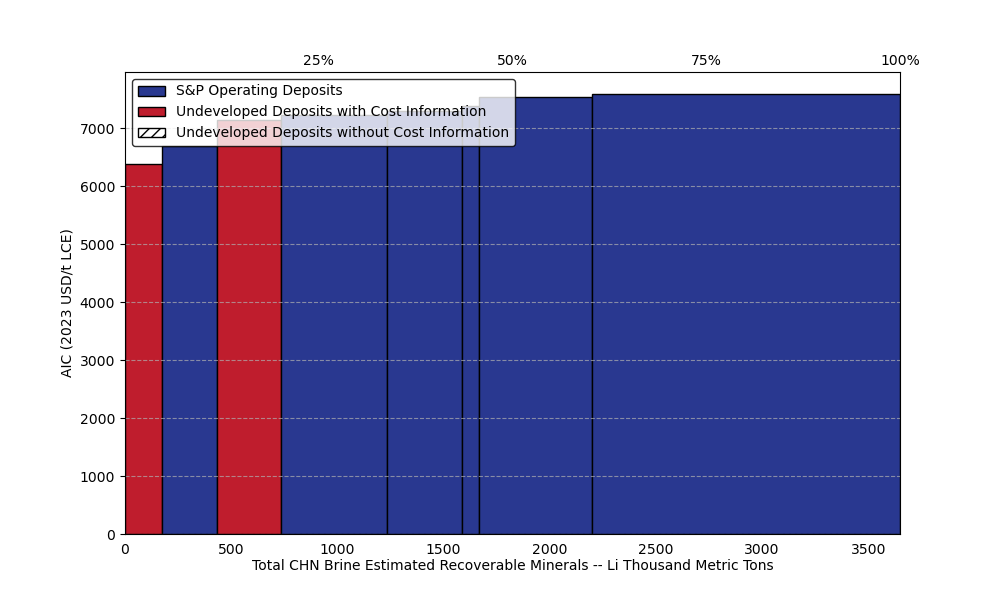 25% 50% 75% 100%
S&P Operating Deposits
Undeveloped Deposits with Cost Information
Undeveloped Deposits without Cost Information
7000
6000
5000
4000
3000
2000
1000
0
AIC (2023 USD/t LCE)
0 500 1000 1500 2000 2500 3000 3500
Total CHN Brine Estimated Recoverable Minerals -- Li Thousand Metric Tons